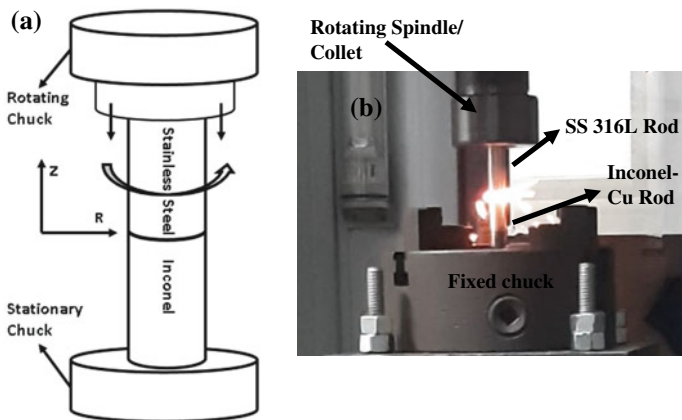 (a)
Rotating
Chuck
Z
R
Stainless Steel
Inconel
Stationary
Chuck
Rotating Spindle/
Collet
(b)
SS 316L Rod
Inconel-
Cu Rod
Fixed chuck